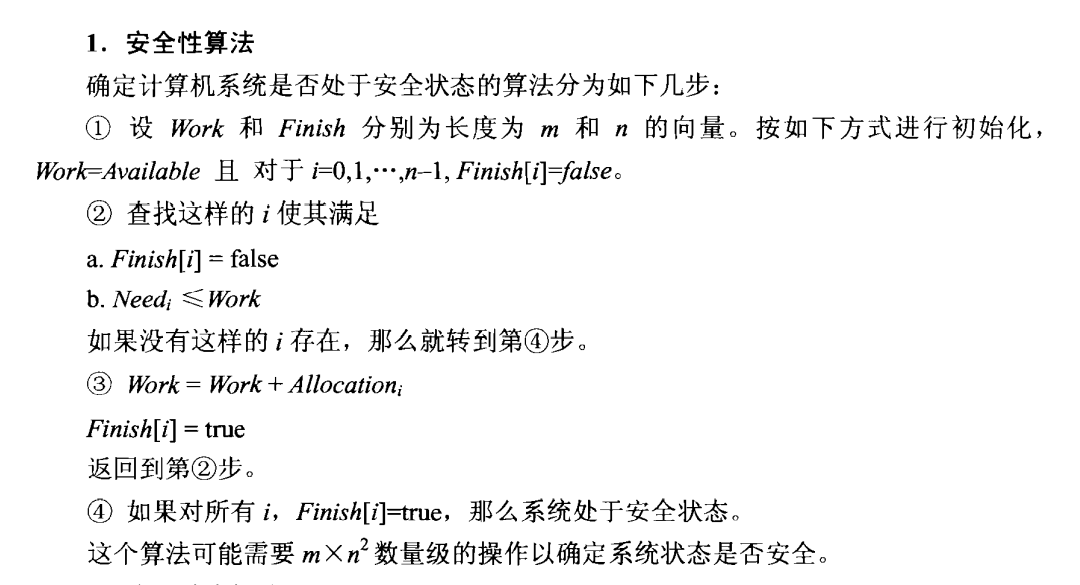 1. 安全性算法
确定计算机系统是否处于安全状态的算法分为如下几步：
① 设 Work 和 Finish 分别为长度为 m 和 n 的向量。按如下方式进行初始化，
Work=Available 且 对于 i=0,1,⋯,n–1, Finish[i]=false。
② 查找这样的 i 使其满足
a. Finish[i] = false
b. Needᵢ ≤Work
如果没有这样的 i 存在，那么就转到第④步。
③ Work = Work + Allocationᵢ
Finish[i] = true
返回到第②步。
④ 如果对所有 i，Finish[i]=true，那么系统处于安全状态。
这个算法可能需要 m×n² 数量级的操作以确定系统状态是否安全。